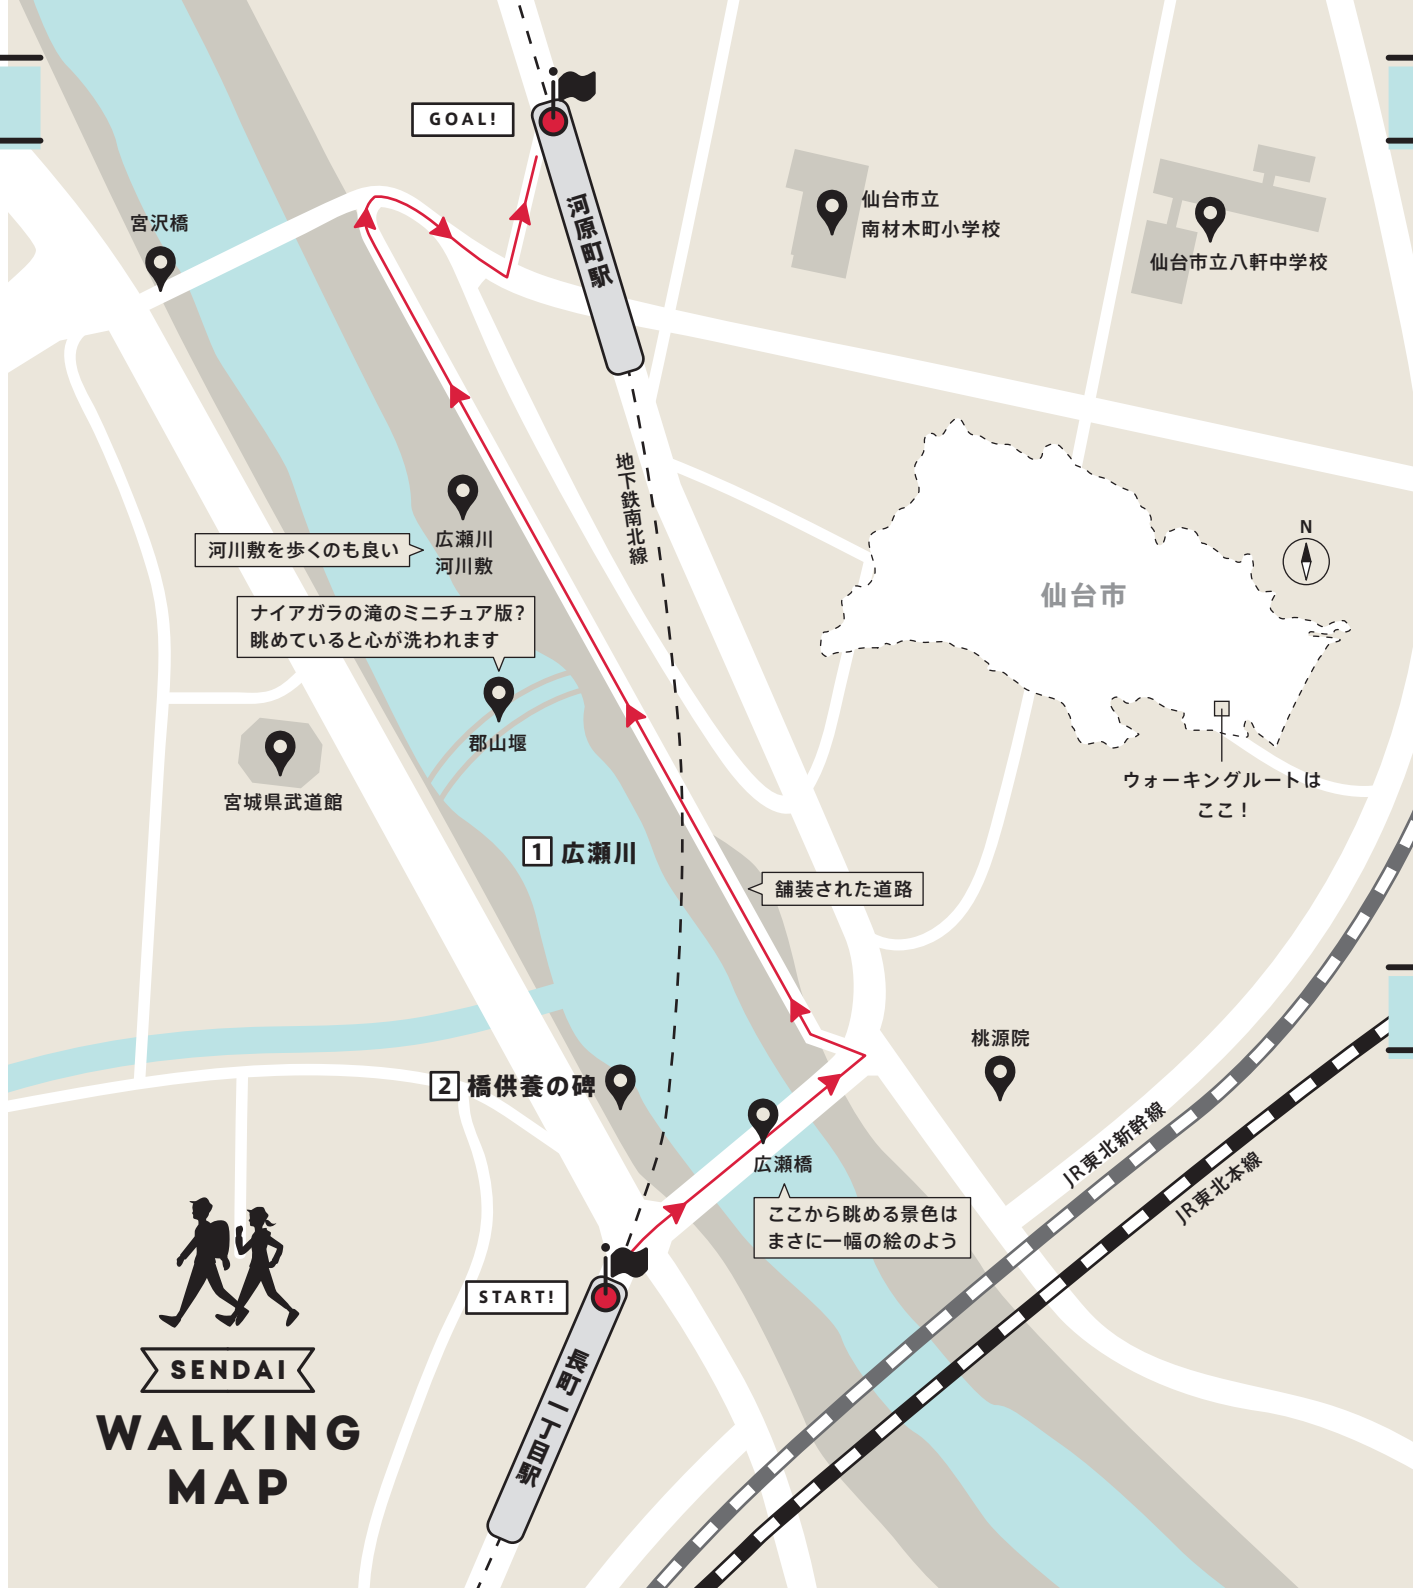 GOAL!
河原町駅
仙台市立
南材木町小学校
仙台市立八軒中学校
宮沢橋
地下鉄南北線
広瀬川
河川敷
河川敷を歩くのも良い
ナイアガラの滝のミニチュア版?
眺めていると心が洗われます
郡山堰
宮城県武道館
N
仙台市
ウォーキングルートは
ここ!
1 広瀬川
舗装された道路
2 橋供養の碑
桃源院
広瀬橋
ここから眺める景色は
まさに一幅の絵のよう
JR東北新幹線
JR東北本線
START!
長町一丁目駅
SENDAI
WALKING
MAP